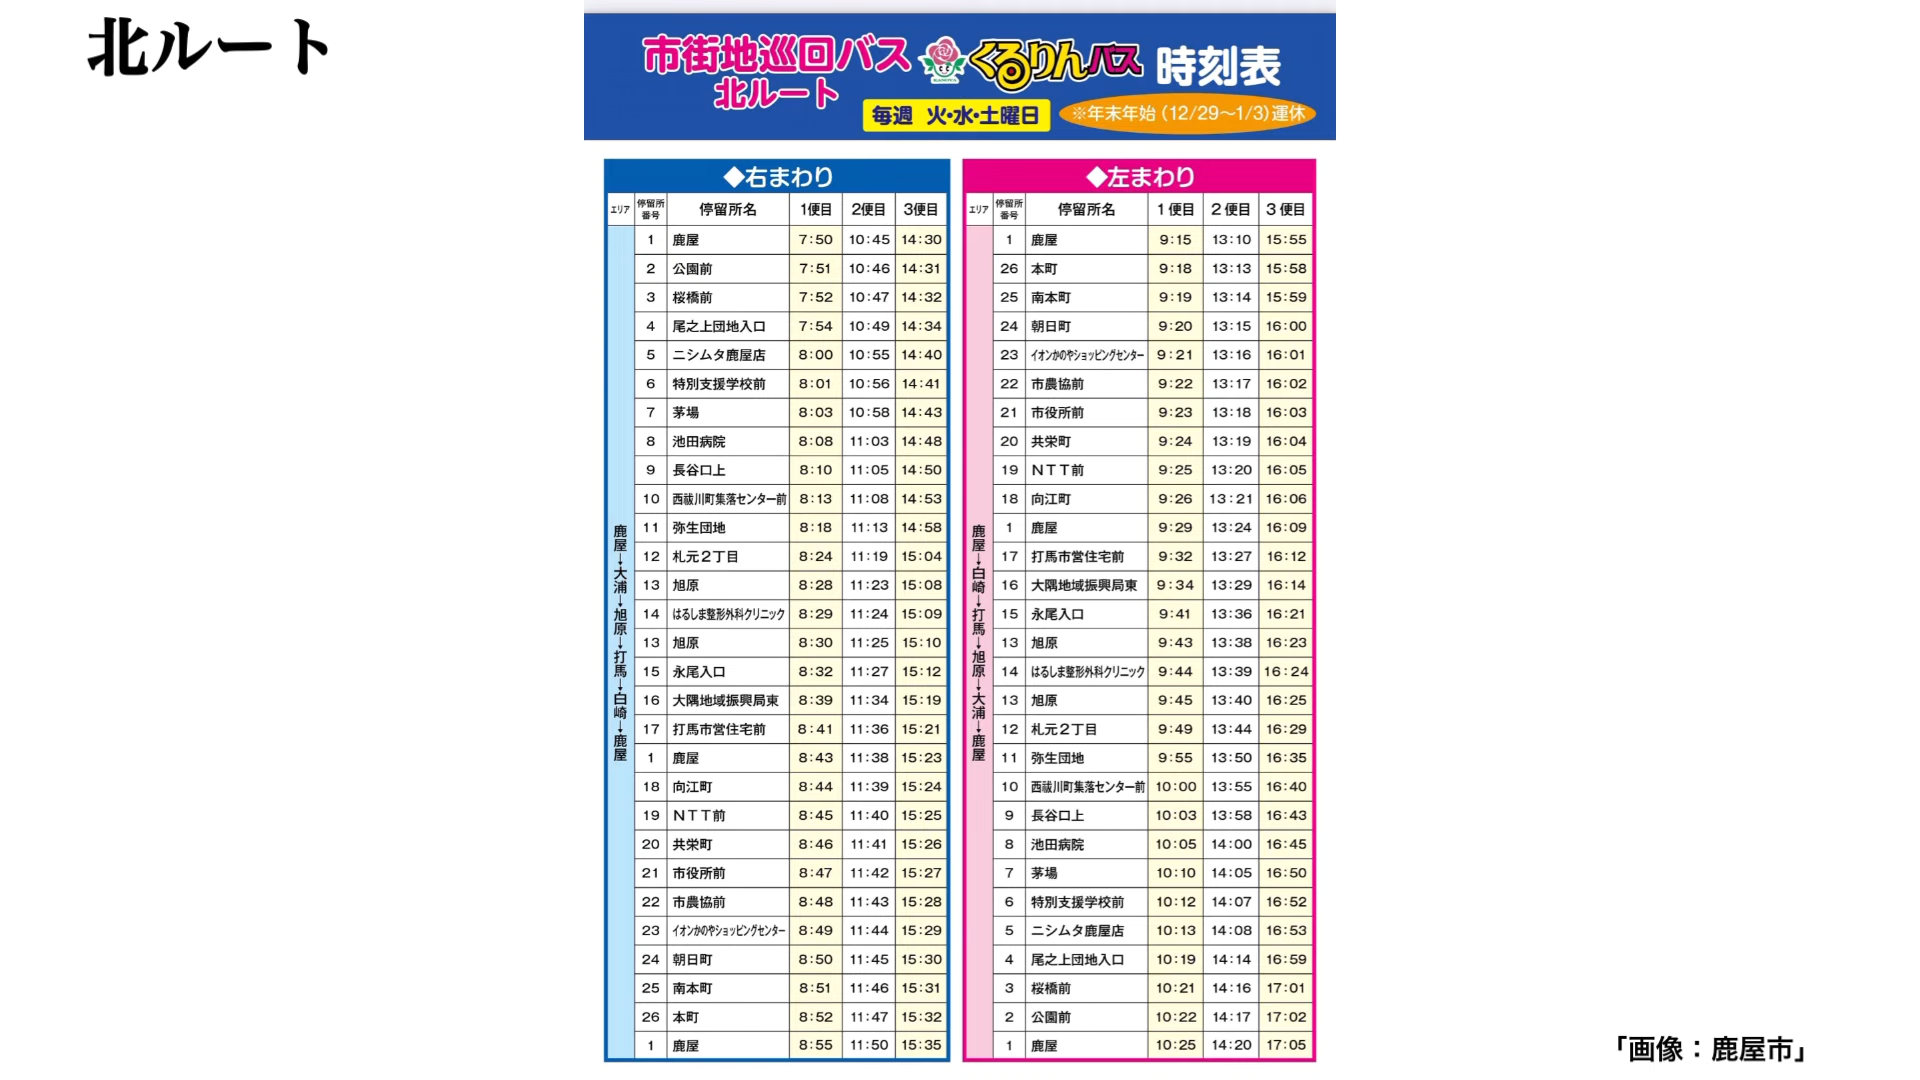 北ルート
市街地巡回バス くるりんバス 時刻表
北ルート
KANOYA
毎週 火・水・土曜日 ※年末年始(12/29～1/3)運休
◆右まわり
エリア 停留所番号 停留所名 1便目 2便目 3便目
鹿屋→大浦→旭原→打馬→白崎→鹿屋
1 鹿屋 7:50 10:45 14:30
2 公園前 7:51 10:46 14:31
3 桜橋前 7:52 10:47 14:32
4 尾之上団地入口 7:54 10:49 14:34
5 ニシムタ鹿屋店 8:00 10:55 14:40
6 特別支援学校前 8:01 10:56 14:41
7 茅場 8:03 10:58 14:43
8 池田病院 8:08 11:03 14:48
9 長谷口上 8:10 11:05 14:50
10 西祓川町集落センター前 8:13 11:08 14:53
11 弥生団地 8:18 11:13 14:58
12 札元２丁目 8:24 11:19 15:04
13 旭原 8:28 11:23 15:08
14 はるしま整形外科クリニック 8:29 11:24 15:09
13 旭原 8:30 11:25 15:10
15 永尾入口 8:32 11:27 15:12
16 大隅地域振興局東 8:39 11:34 15:19
17 打馬市営住宅前 8:41 11:36 15:21
1 鹿屋 8:43 11:38 15:23
18 向江町 8:44 11:39 15:24
19 ＮＴＴ前 8:45 11:40 15:25
20 共栄町 8:46 11:41 15:26
21 市役所前 8:47 11:42 15:27
22 市農協前 8:48 11:43 15:28
23 イオンかのやショッピングセンター 8:49 11:44 15:29
24 朝日町 8:50 11:45 15:30
25 南本町 8:51 11:46 15:31
26 本町 8:52 11:47 15:32
1 鹿屋 8:55 11:50 15:35
◆左まわり
エリア 停留所番号 停留所名 1便目 2便目 3便目
鹿屋→白崎→打馬→旭原→大浦→鹿屋
1 鹿屋 9:15 13:10 15:55
26 本町 9:18 13:13 15:58
25 南本町 9:19 13:14 15:59
24 朝日町 9:20 13:15 16:00
23 イオンかのやショッピングセンター 9:21 13:16 16:01
22 市農協前 9:22 13:17 16:02
21 市役所前 9:23 13:18 16:03
20 共栄町 9:24 13:19 16:04
19 ＮＴＴ前 9:25 13:20 16:05
18 向江町 9:26 13:21 16:06
1 鹿屋 9:29 13:24 16:09
17 打馬市営住宅前 9:32 13:27 16:12
16 大隅地域振興局東 9:34 13:29 16:14
15 永尾入口 9:41 13:36 16:21
13 旭原 9:43 13:38 16:23
14 はるしま整形外科クリニック 9:44 13:39 16:24
13 旭原 9:45 13:40 16:25
12 札元２丁目 9:49 13:44 16:29
11 弥生団地 9:55 13:50 16:35
10 西祓川町集落センター前 10:00 13:55 16:40
9 長谷口上 10:03 13:58 16:43
8 池田病院 10:05 14:00 16:45
7 茅場 10:10 14:05 16:50
6 特別支援学校前 10:12 14:07 16:52
5 ニシムタ鹿屋店 10:13 14:08 16:53
4 尾之上団地入口 10:19 14:14 16:59
3 桜橋前 10:21 14:16 17:01
2 公園前 10:22 14:17 17:02
1 鹿屋 10:25 14:20 17:05
「画像：鹿屋市」